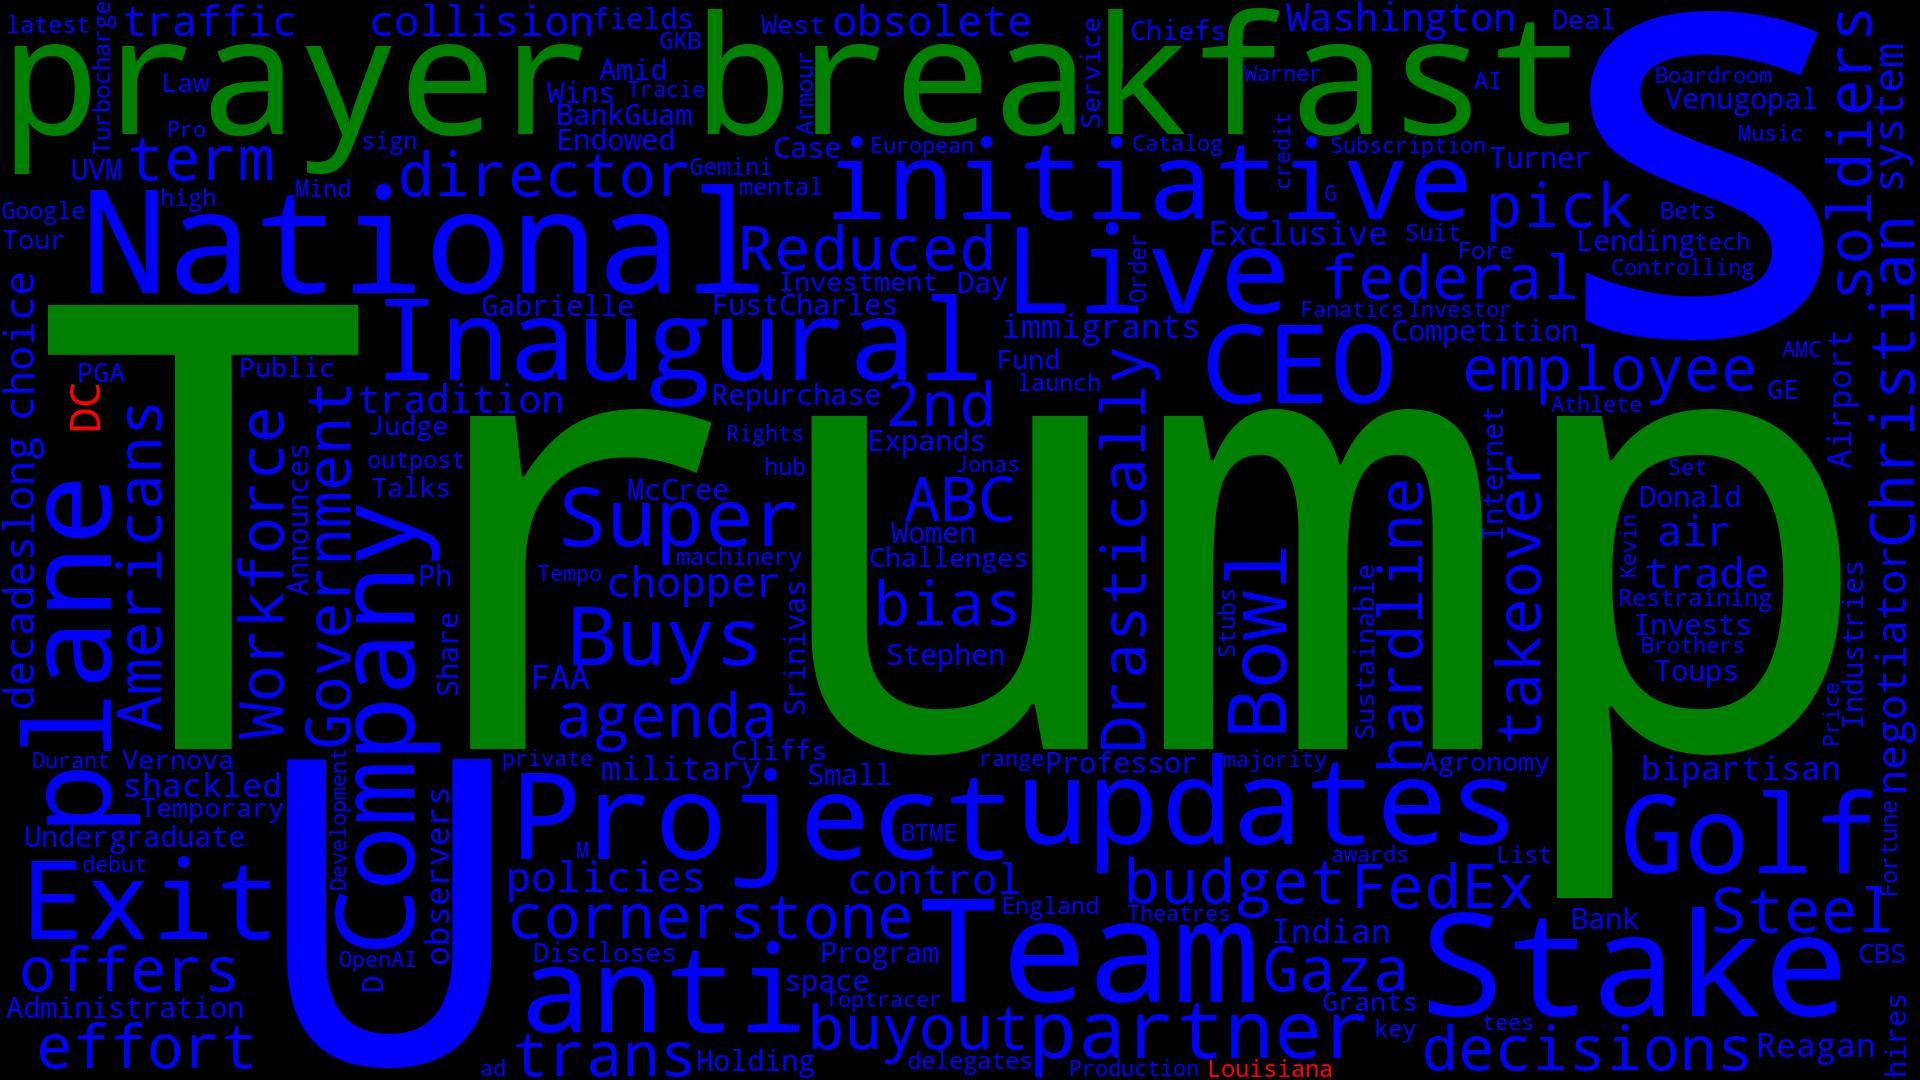 latest traffic collision fields West obsolete Chiefs Washington Deal
Turbocharge GKB Service soldiers
prayer breakfast S
Law Amid Armour Warner AI Boardroom
Wins Tracie Venugopal
BankGuam
Pro sign Endowed Case European Catalog credit Subscription Music system
UVM term director Gemini initiative Turner
Mind mental G pick
Google high National Bets
Tour Reduced Live Order Exclusive Suit Fore Lending tech
Investment Day federal Controlling
Gabrielle FustCharles Fanatics Investor
Inaugural immigrants CEO Competition
decadeslong choice Christian
PGA Public Fund employee AMC
DC launch GE
tradition Repurchase 2nd Athlete Airport
Trump
Americans Workforce Government Judge Rights Expands Drastically Internet
Announces outpost hub Jonas Set
plane Company Talks Super McCree ABC hardline takeover Donald
Women air
machinery Challenges Bowl Kevin
Ph Tempo chopper trade
bias Stubs Sustainable Restraining
Share Buys Srinivas Invests
Stephen Brothers
FAA Toups
agenda Price Industries negotiator
Durant Vernova private military Cliffs range Professor majority Agronomy bipartisan
shackled Small
Temporary Project updates Golf
U Development observers
Undergraduate M BTME
Exit debut awards List Fortune
policies control budget FedEx
cornerstone Team England Theatres Stake Bank Steel
offers OpenAI Discloses Program Indian CBS
D anti space Gaza
Administration Toptracer Grants
effort buyout partner key tees decisions Reagan hires
trans Holding delegates
ad Production Louisiana